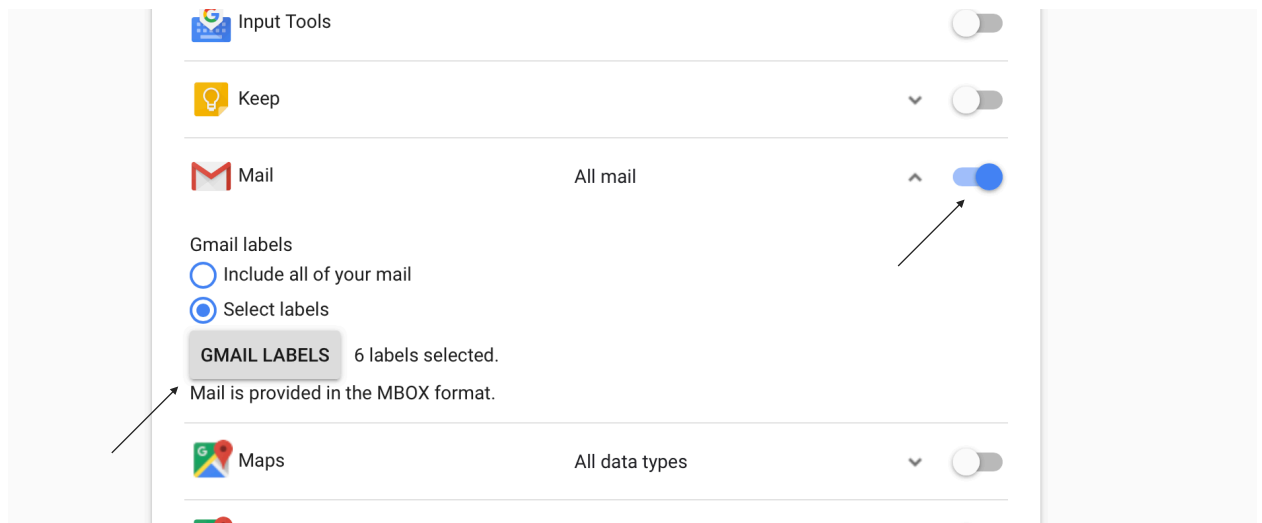 Input Tools
Keep
Mail All mail
Gmail labels
Include all of your mail
Select labels
GMAIL LABELS 6 labels selected.
Mail is provided in the MBOX format.
Maps All data types